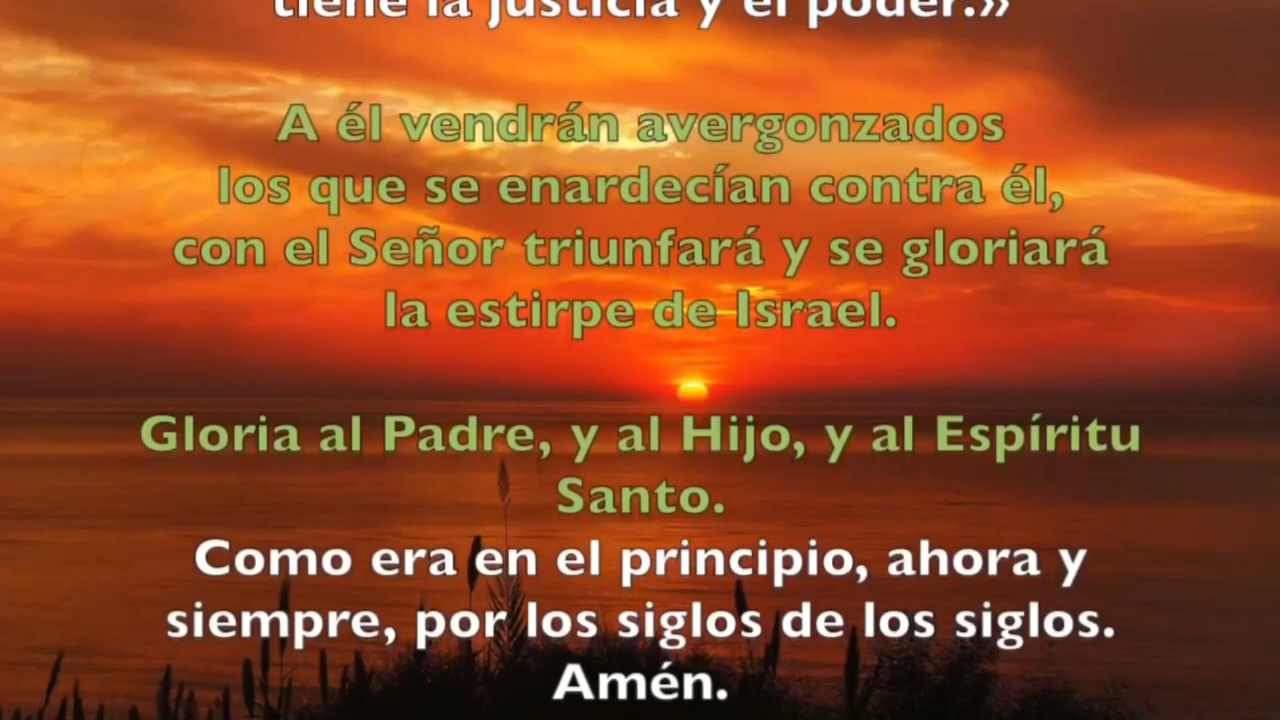 tiene la justicia y el poder.»
A él vendrán avergonzados
los que se enardecían contra él,
con el Señor triunfará y se gloriará
la estirpe de Israel.
Gloria al Padre, y al Hijo, y al Espíritu
Santo.
Como era en el principio, ahora y
siempre, por los siglos de los siglos.
Amén.